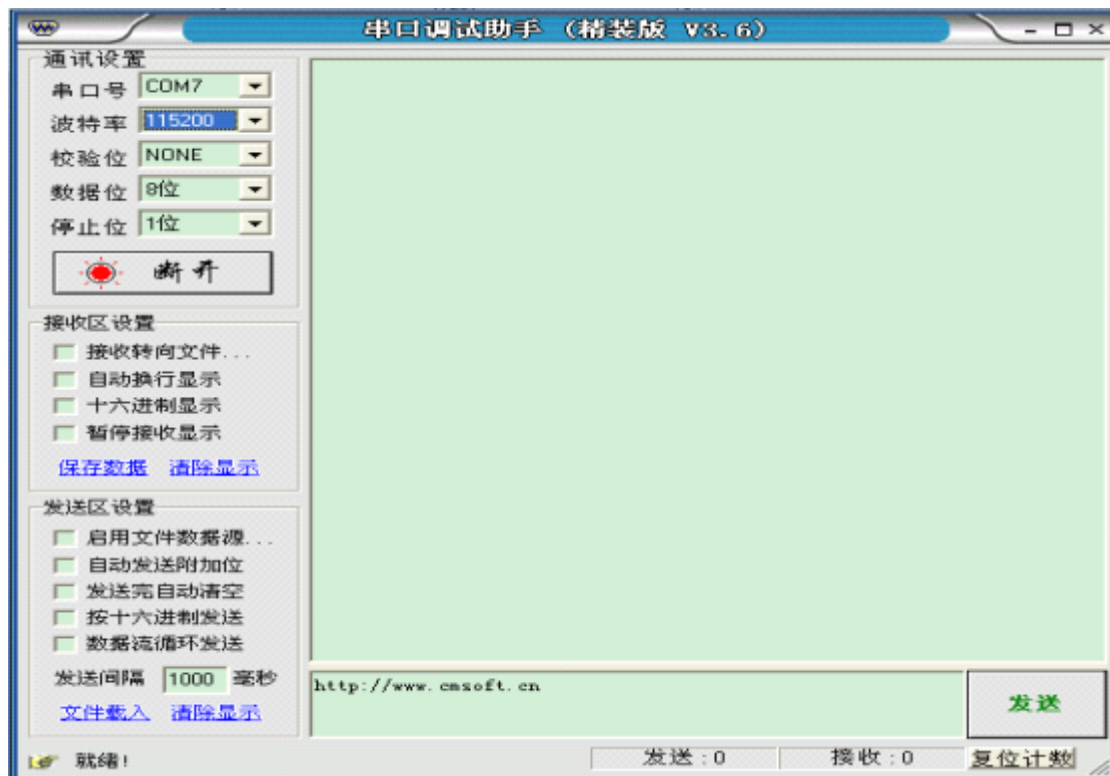 串口调试助手 (精装版 V3.6)
通讯设置
串口号 COM7
波特率 115200
校验位 NONE
数据位 8位
停止位 1位
断开
接收区设置
接收转向文件...
自动换行显示
十六进制显示
暂停接收显示
保存数据 清除显示
发送区设置
启用文件数据源...
自动发送附加位
发送完自动清空
按十六进制发送
数据流循环发送
发送间隔 1000 毫秒
文件载入 清除显示
http://www.cmsoft.cn
发送
就绪!
发送:0
接收:0
复位计数